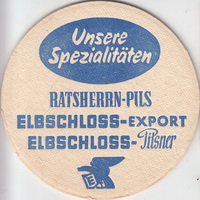 Unsere
Spezialitäten
RATSHERRN-PILS
ELBSCHLOSS-EXPORT
ELBSCHLOSS-Pilsner
E